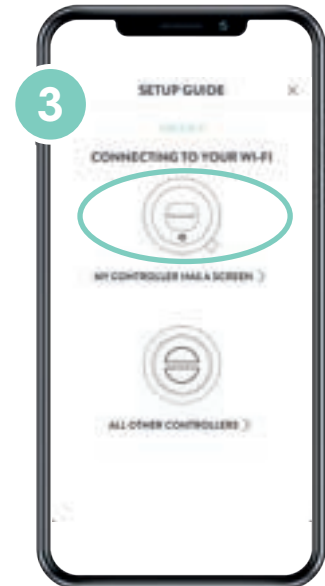 3
SETUP GUIDE
CONNECTING TO YOUR WI-FI
MY CONTROLLER HAS A SCREEN >
ALL OTHER CONTROLLERS >